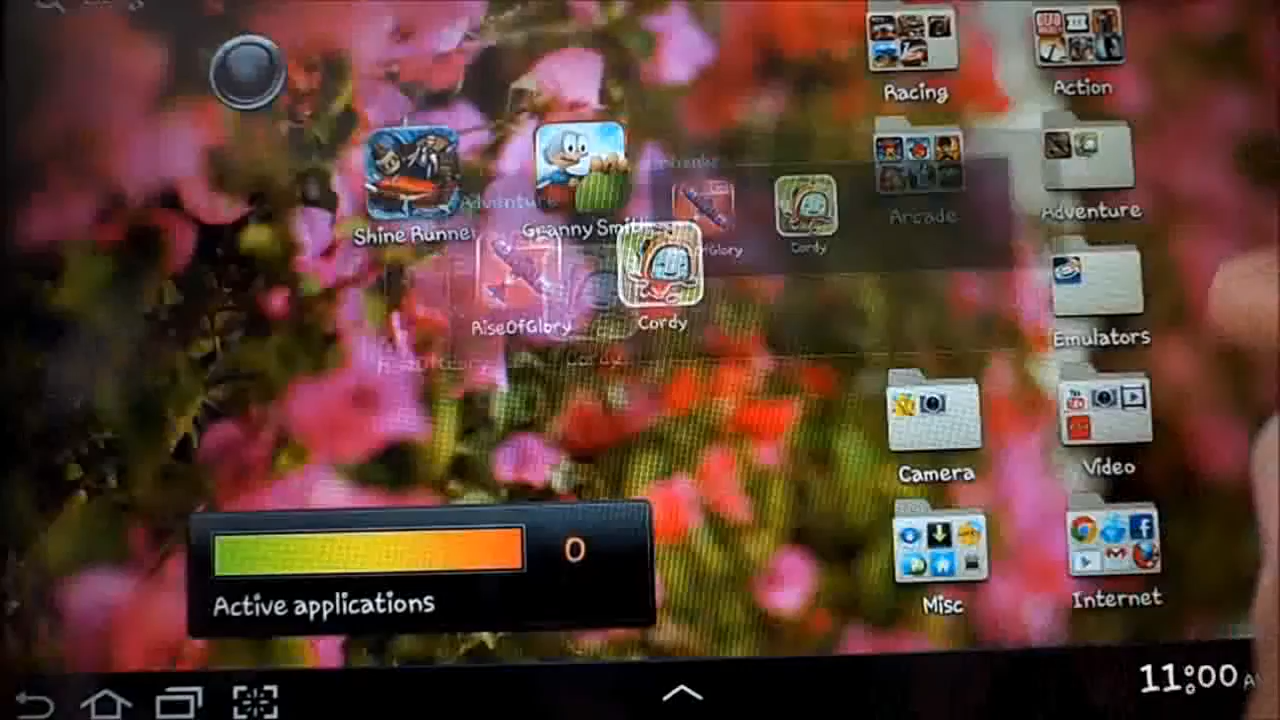 Racing
Action
Shine Runner
Granny Smith
Adventure
RiseOfGlory
Cordy
Cordy
Arcade
Adventure
Emulators
Camera
Video
Misc
Internet
0
Active applications
11:00